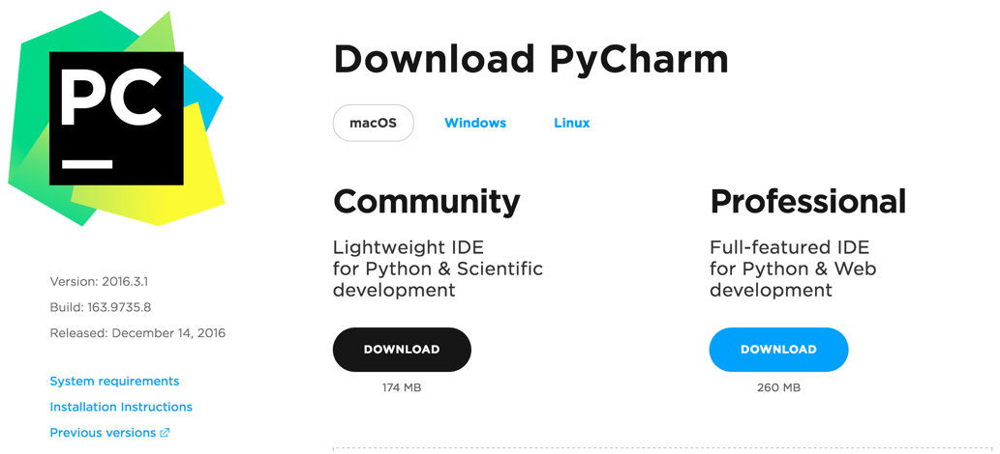 PC
Download PyCharm
macOS Windows Linux
Community
Lightweight IDE
for Python & Scientific
development
DOWNLOAD
174 MB
Professional
Full-featured IDE
for Python & Web
development
DOWNLOAD
260 MB
Version: 2016.3.1
Build: 163.9735.8
Released: December 14, 2016
System requirements
Installation Instructions
Previous versions